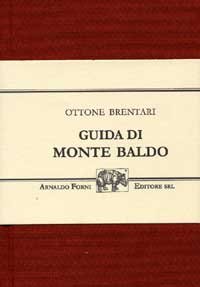 OTTONE BRENTARI
GUIDA DI
MONTE BALDO
ARNALDO FORNI EDITORE SRL